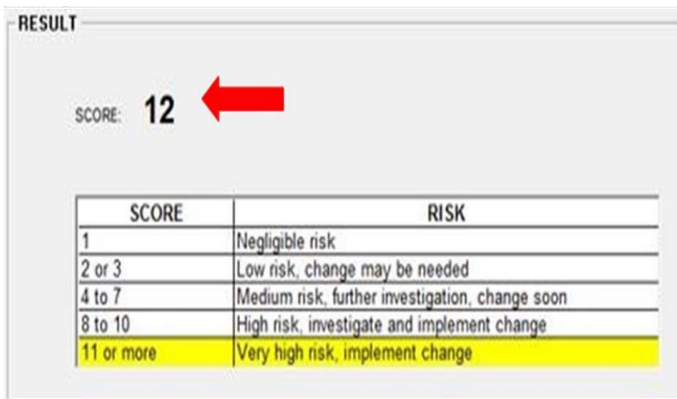 RESULT
SCORE: 12
SCORE RISK
1 Negligible risk
2 or 3 Low risk, change may be needed
4 to 7 Medium risk, further investigation, change soon
8 to 10 High risk, investigate and implement change
11 or more Very high risk, implement change